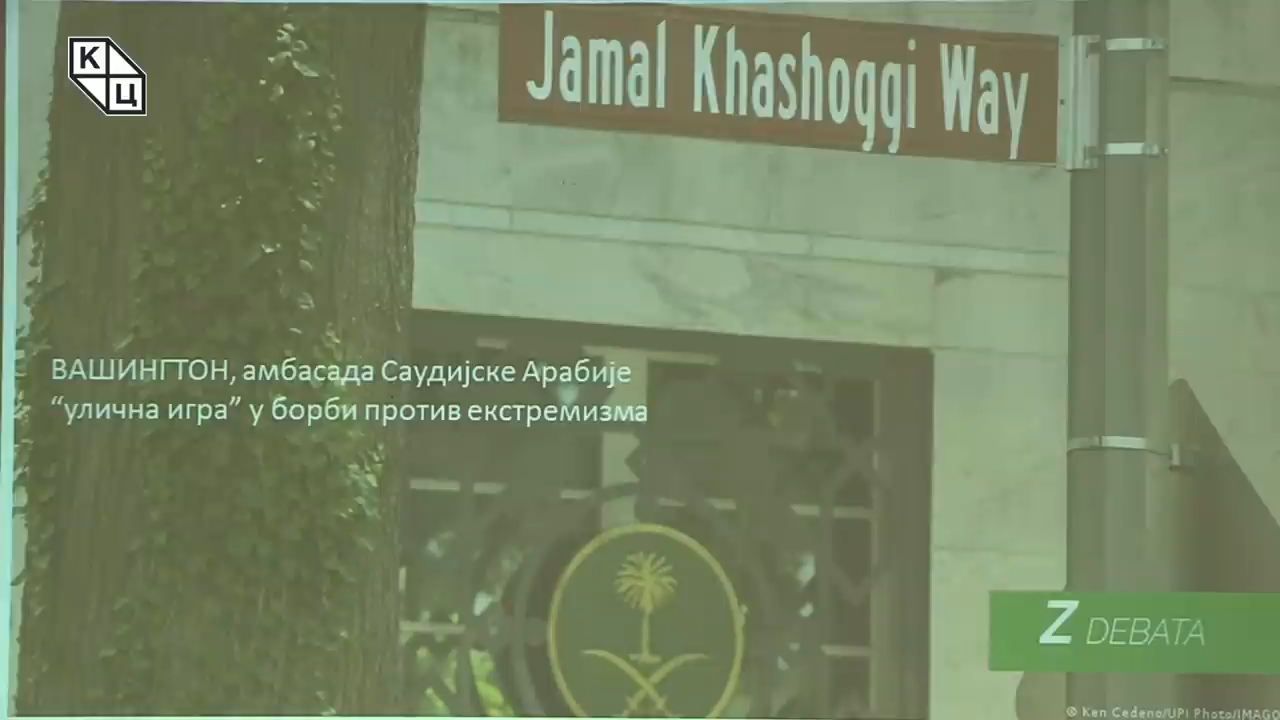 К
Ц
Jamal Khashoggi Way
ВАШИНГТОН, амбасада Саудијске Арабије
“улична игра” у борби против екстремизма
Z DEBATA
© Ken Cedeno/UPI Photo/IMAGO